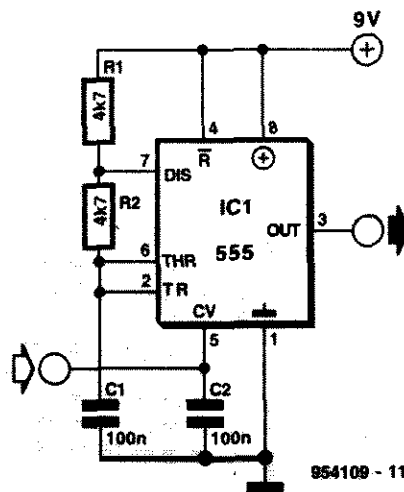 9V
R1
4k7
4
8
R̅
7
DIS
R2
4k7
IC1
OUT
3
555
6
THR
2
TR
CV
5
1
C1
C2
100n
100n
954109 - 11